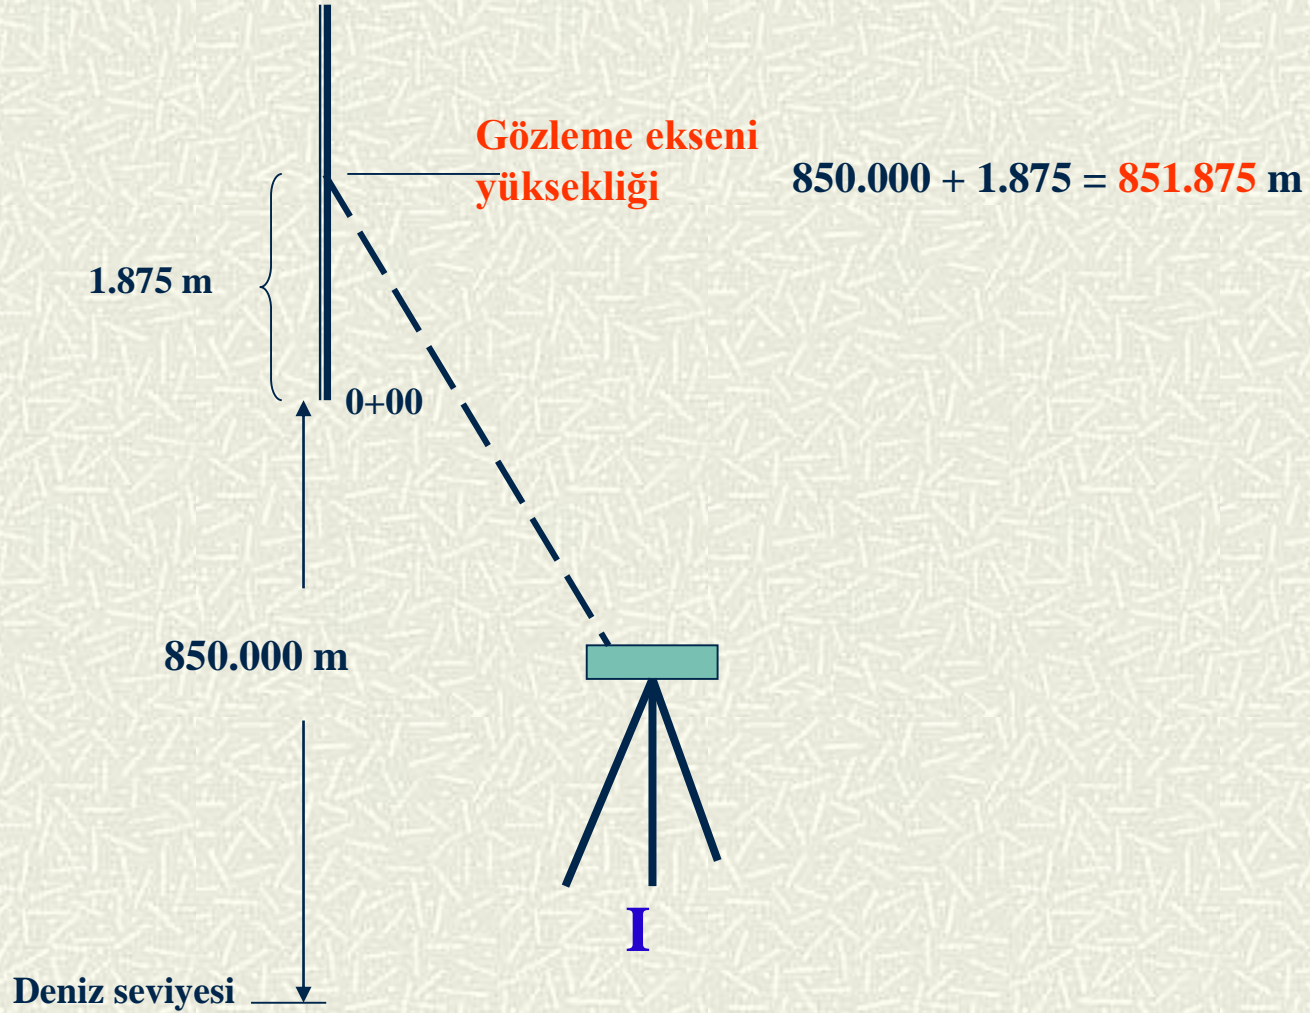 Gözleme ekseni
yüksekliği
850.000 + 1.875 = 851.875 m
1.875 m
0+00
850.000 m
I
Deniz seviyesi